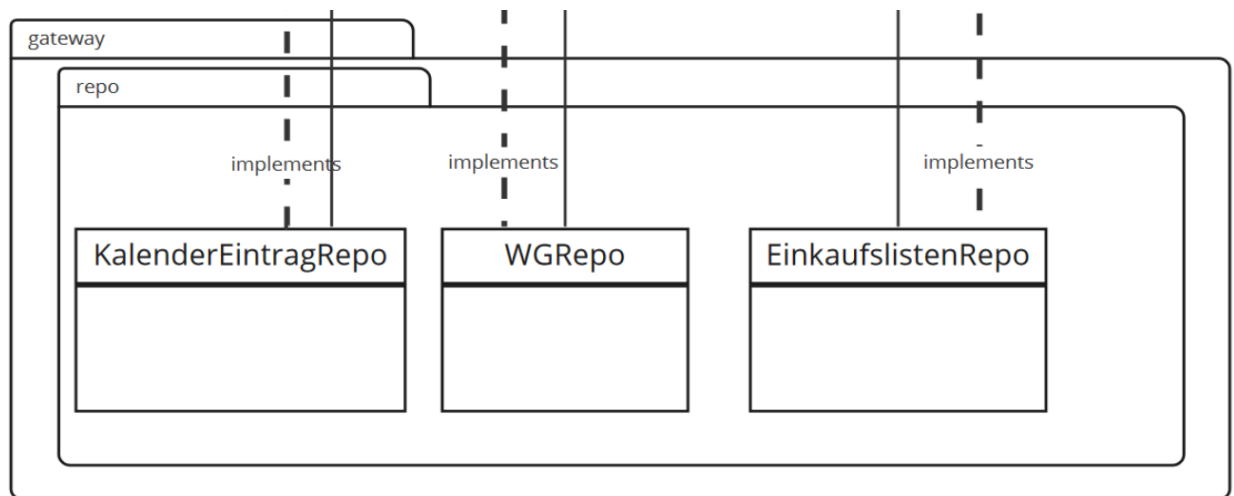 gateway
repo
implements
implements
implements
KalenderEintragRepo
WGRepo
EinkaufslistenRepo